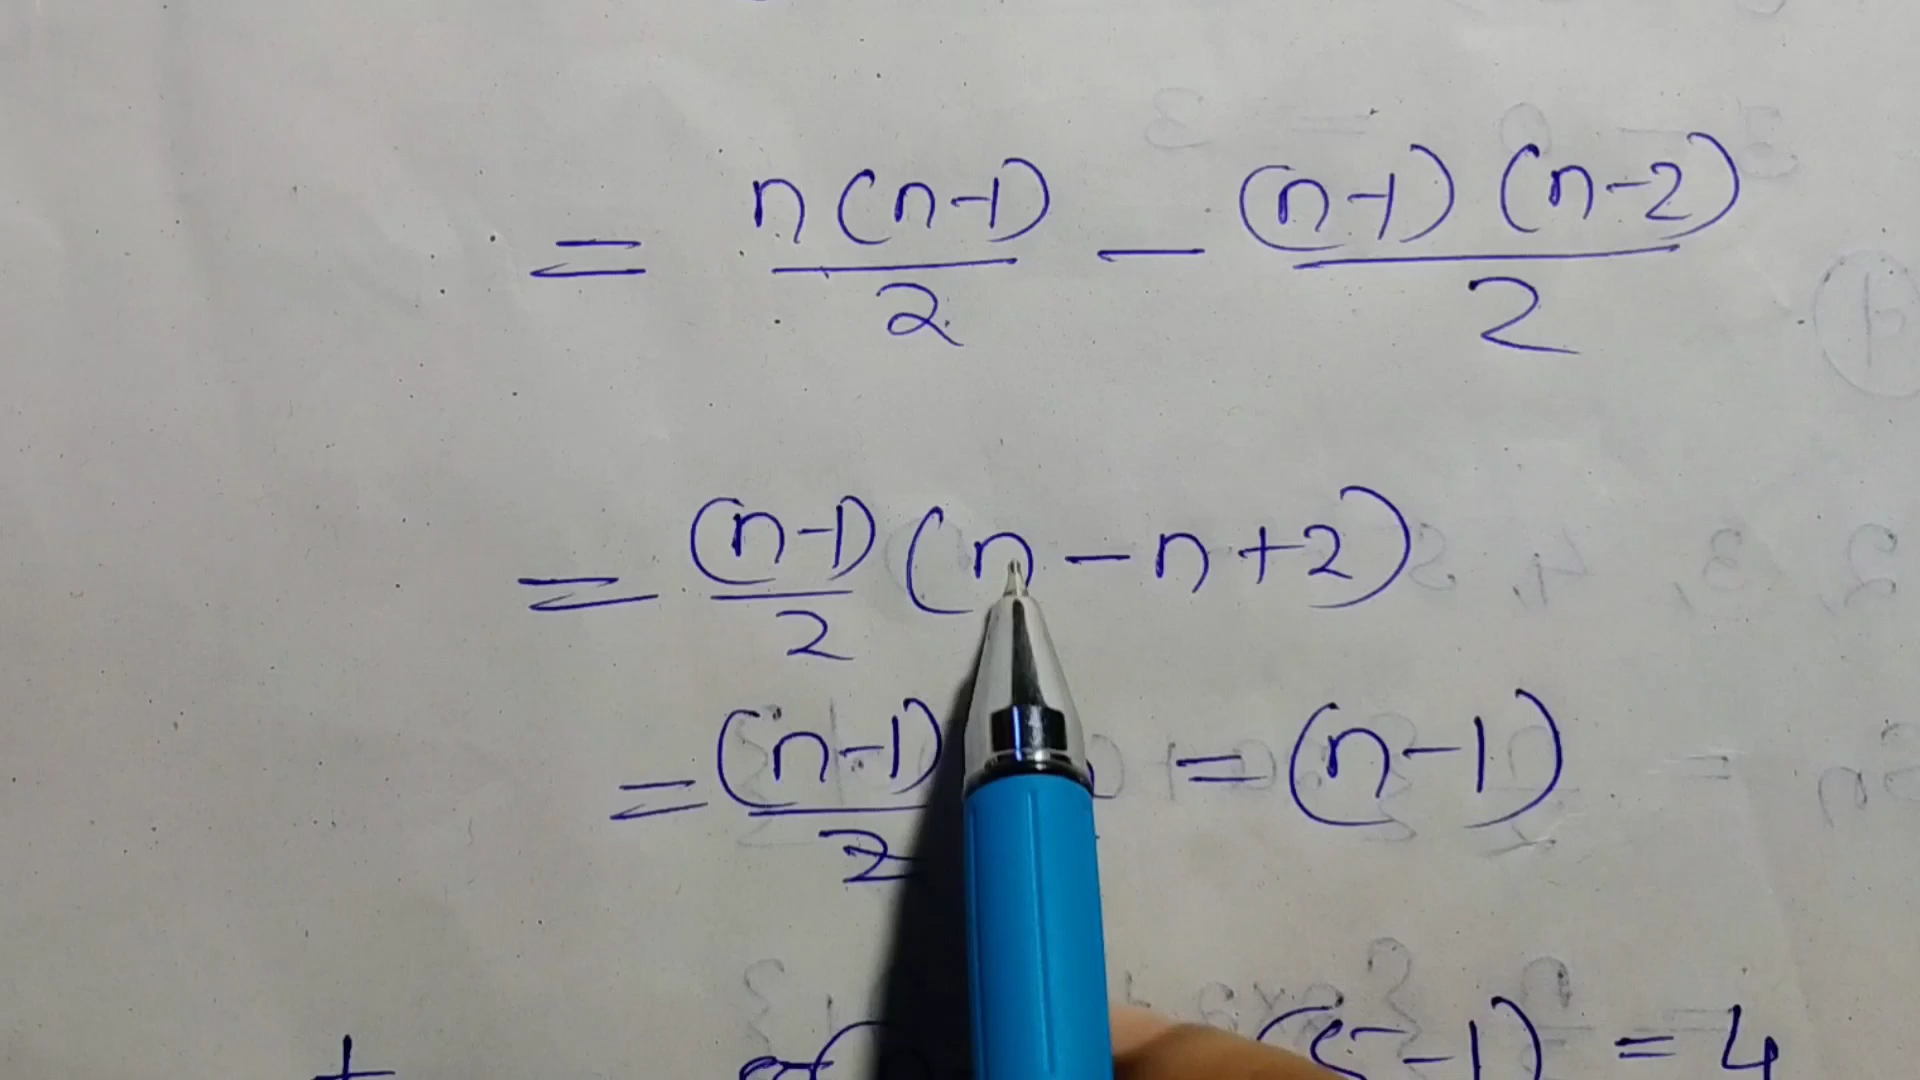 = n(n-1)/2 - (n-1)(n-2)/2
= (n-1)/2 (n-n+2)
= (n-1)/2 = (n-1)
(5-1) = 4